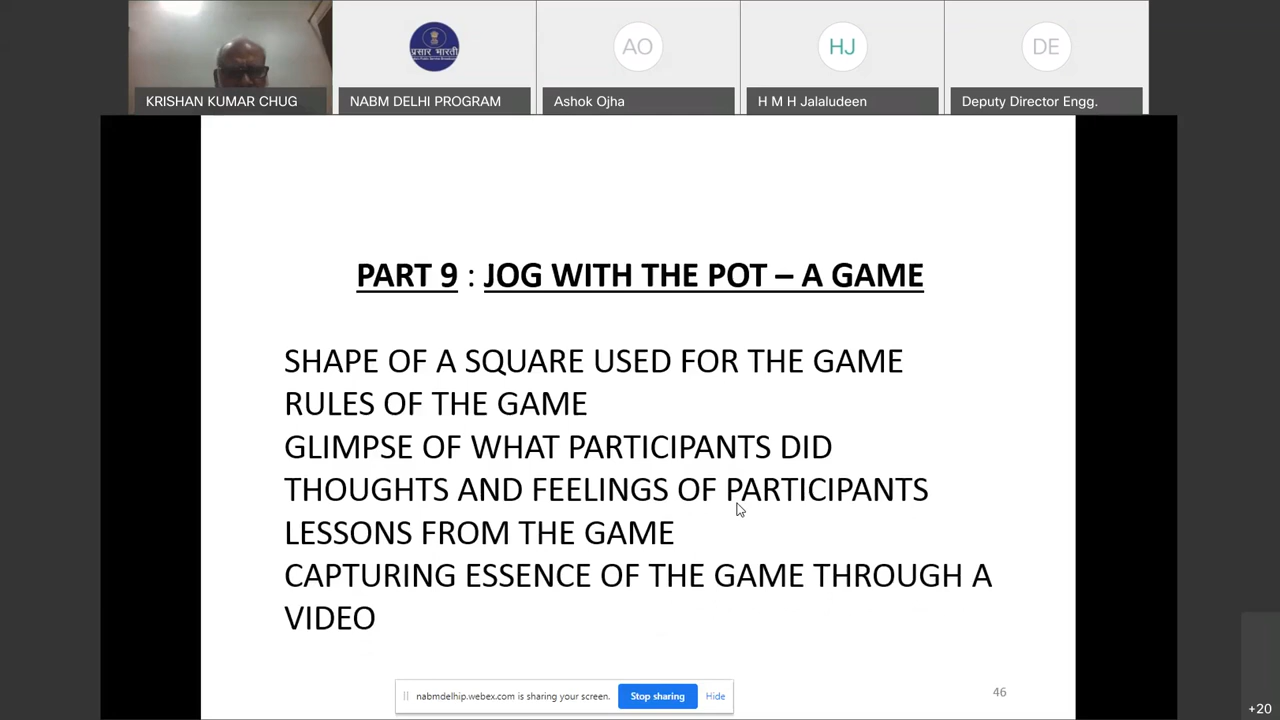 AO
HJ
DE
प्रसार भारती
KRISHAN KUMAR CHUG
NABM DELHI PROGRAM
Ashok Ojha
H M H Jalaludeen
Deputy Director Engg.
PART 9 : JOG WITH THE POT – A GAME
SHAPE OF A SQUARE USED FOR THE GAME
RULES OF THE GAME
GLIMPSE OF WHAT PARTICIPANTS DID
THOUGHTS AND FEELINGS OF PARTICIPANTS
LESSONS FROM THE GAME
CAPTURING ESSENCE OF THE GAME THROUGH A
VIDEO
nabmdelhip.webex.com is sharing your screen.
Stop sharing
Hide
46
+20